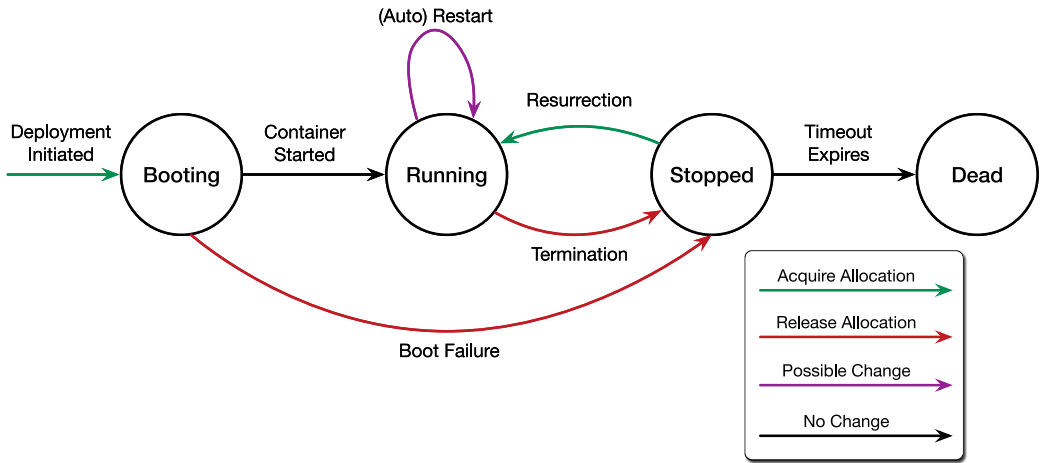 (Auto) Restart
Deployment
Initiated
Booting
Container
Started
Running
Resurrection
Termination
Stopped
Timeout
Expires
Dead
Boot Failure
Acquire Allocation
Release Allocation
Possible Change
No Change